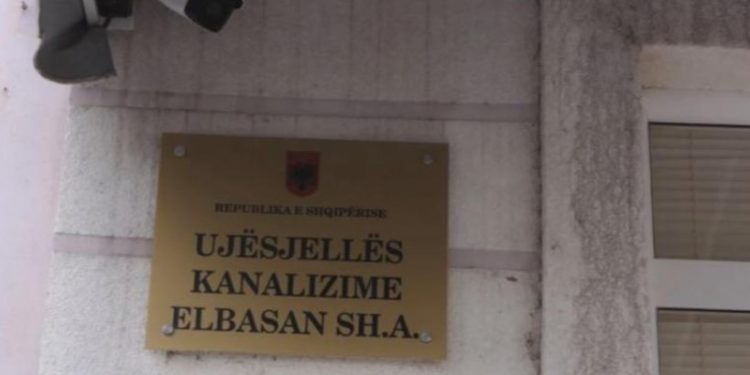 REPUBLIKA E SHQIPËRISE
UJËSJELLËS
KANALIZIME
ELBASAN SH.A.